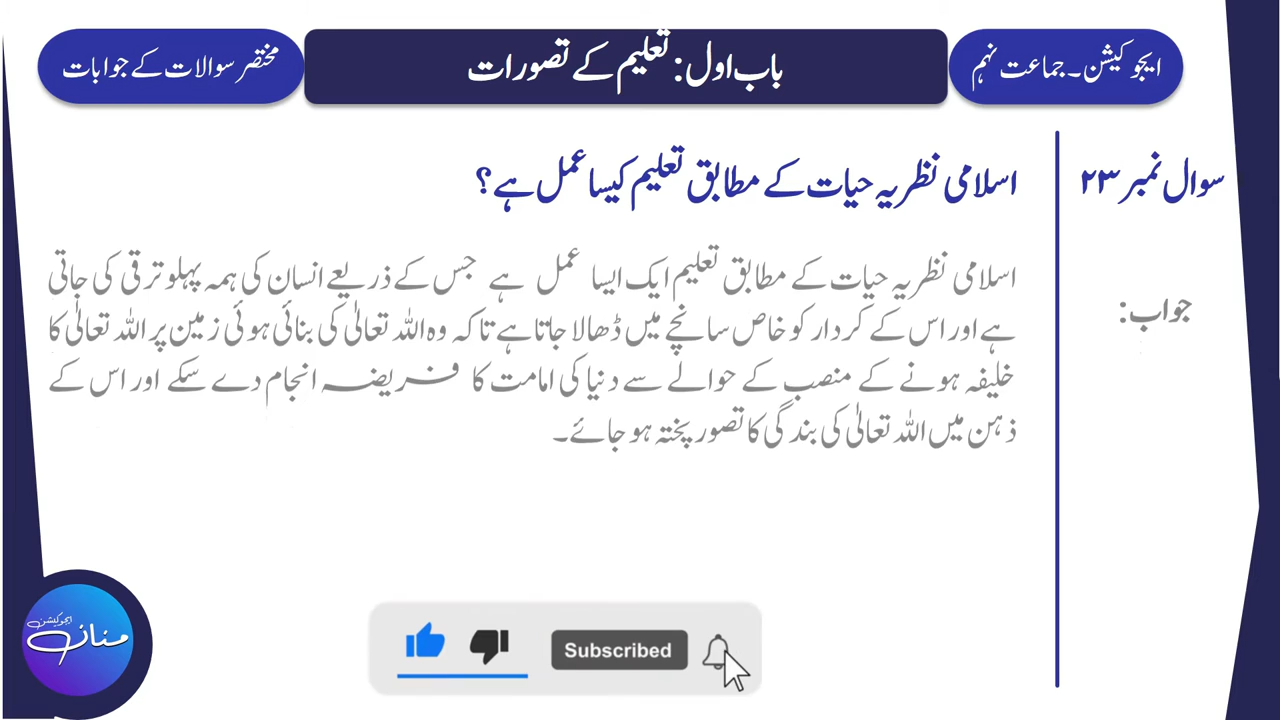 ایجوکیشن۔جماعت نہم
باب اول: تعلیم کے تصورات
مختصر سوالات کے جوابات
سوال نمبر ۲۳
اسلامی نظریہ حیات کے مطابق تعلیم کیسا عمل ہے؟
جواب:
اسلامی نظریہ حیات کے مطابق تعلیم ایک ایسا عمل ہے جس کے ذریعے انسان کی ہمہ پہلو ترقی کی جاتی
ہے اور اس کے کردار کو خاص سانچے میں ڈھالا جاتا ہے تاکہ وہ اللہ تعالیٰ کی بنائی ہوئی زمین پر اللہ تعالیٰ کا
خلیفہ ہونے کے منصب کے حوالے سے دنیا کی امامت کا فریضہ انجام دے سکے اور اس کے
ذہن میں اللہ تعالیٰ کی بندگی کا تصور پختہ ہو جائے۔
ایجوکیشن
منان
Subscribed